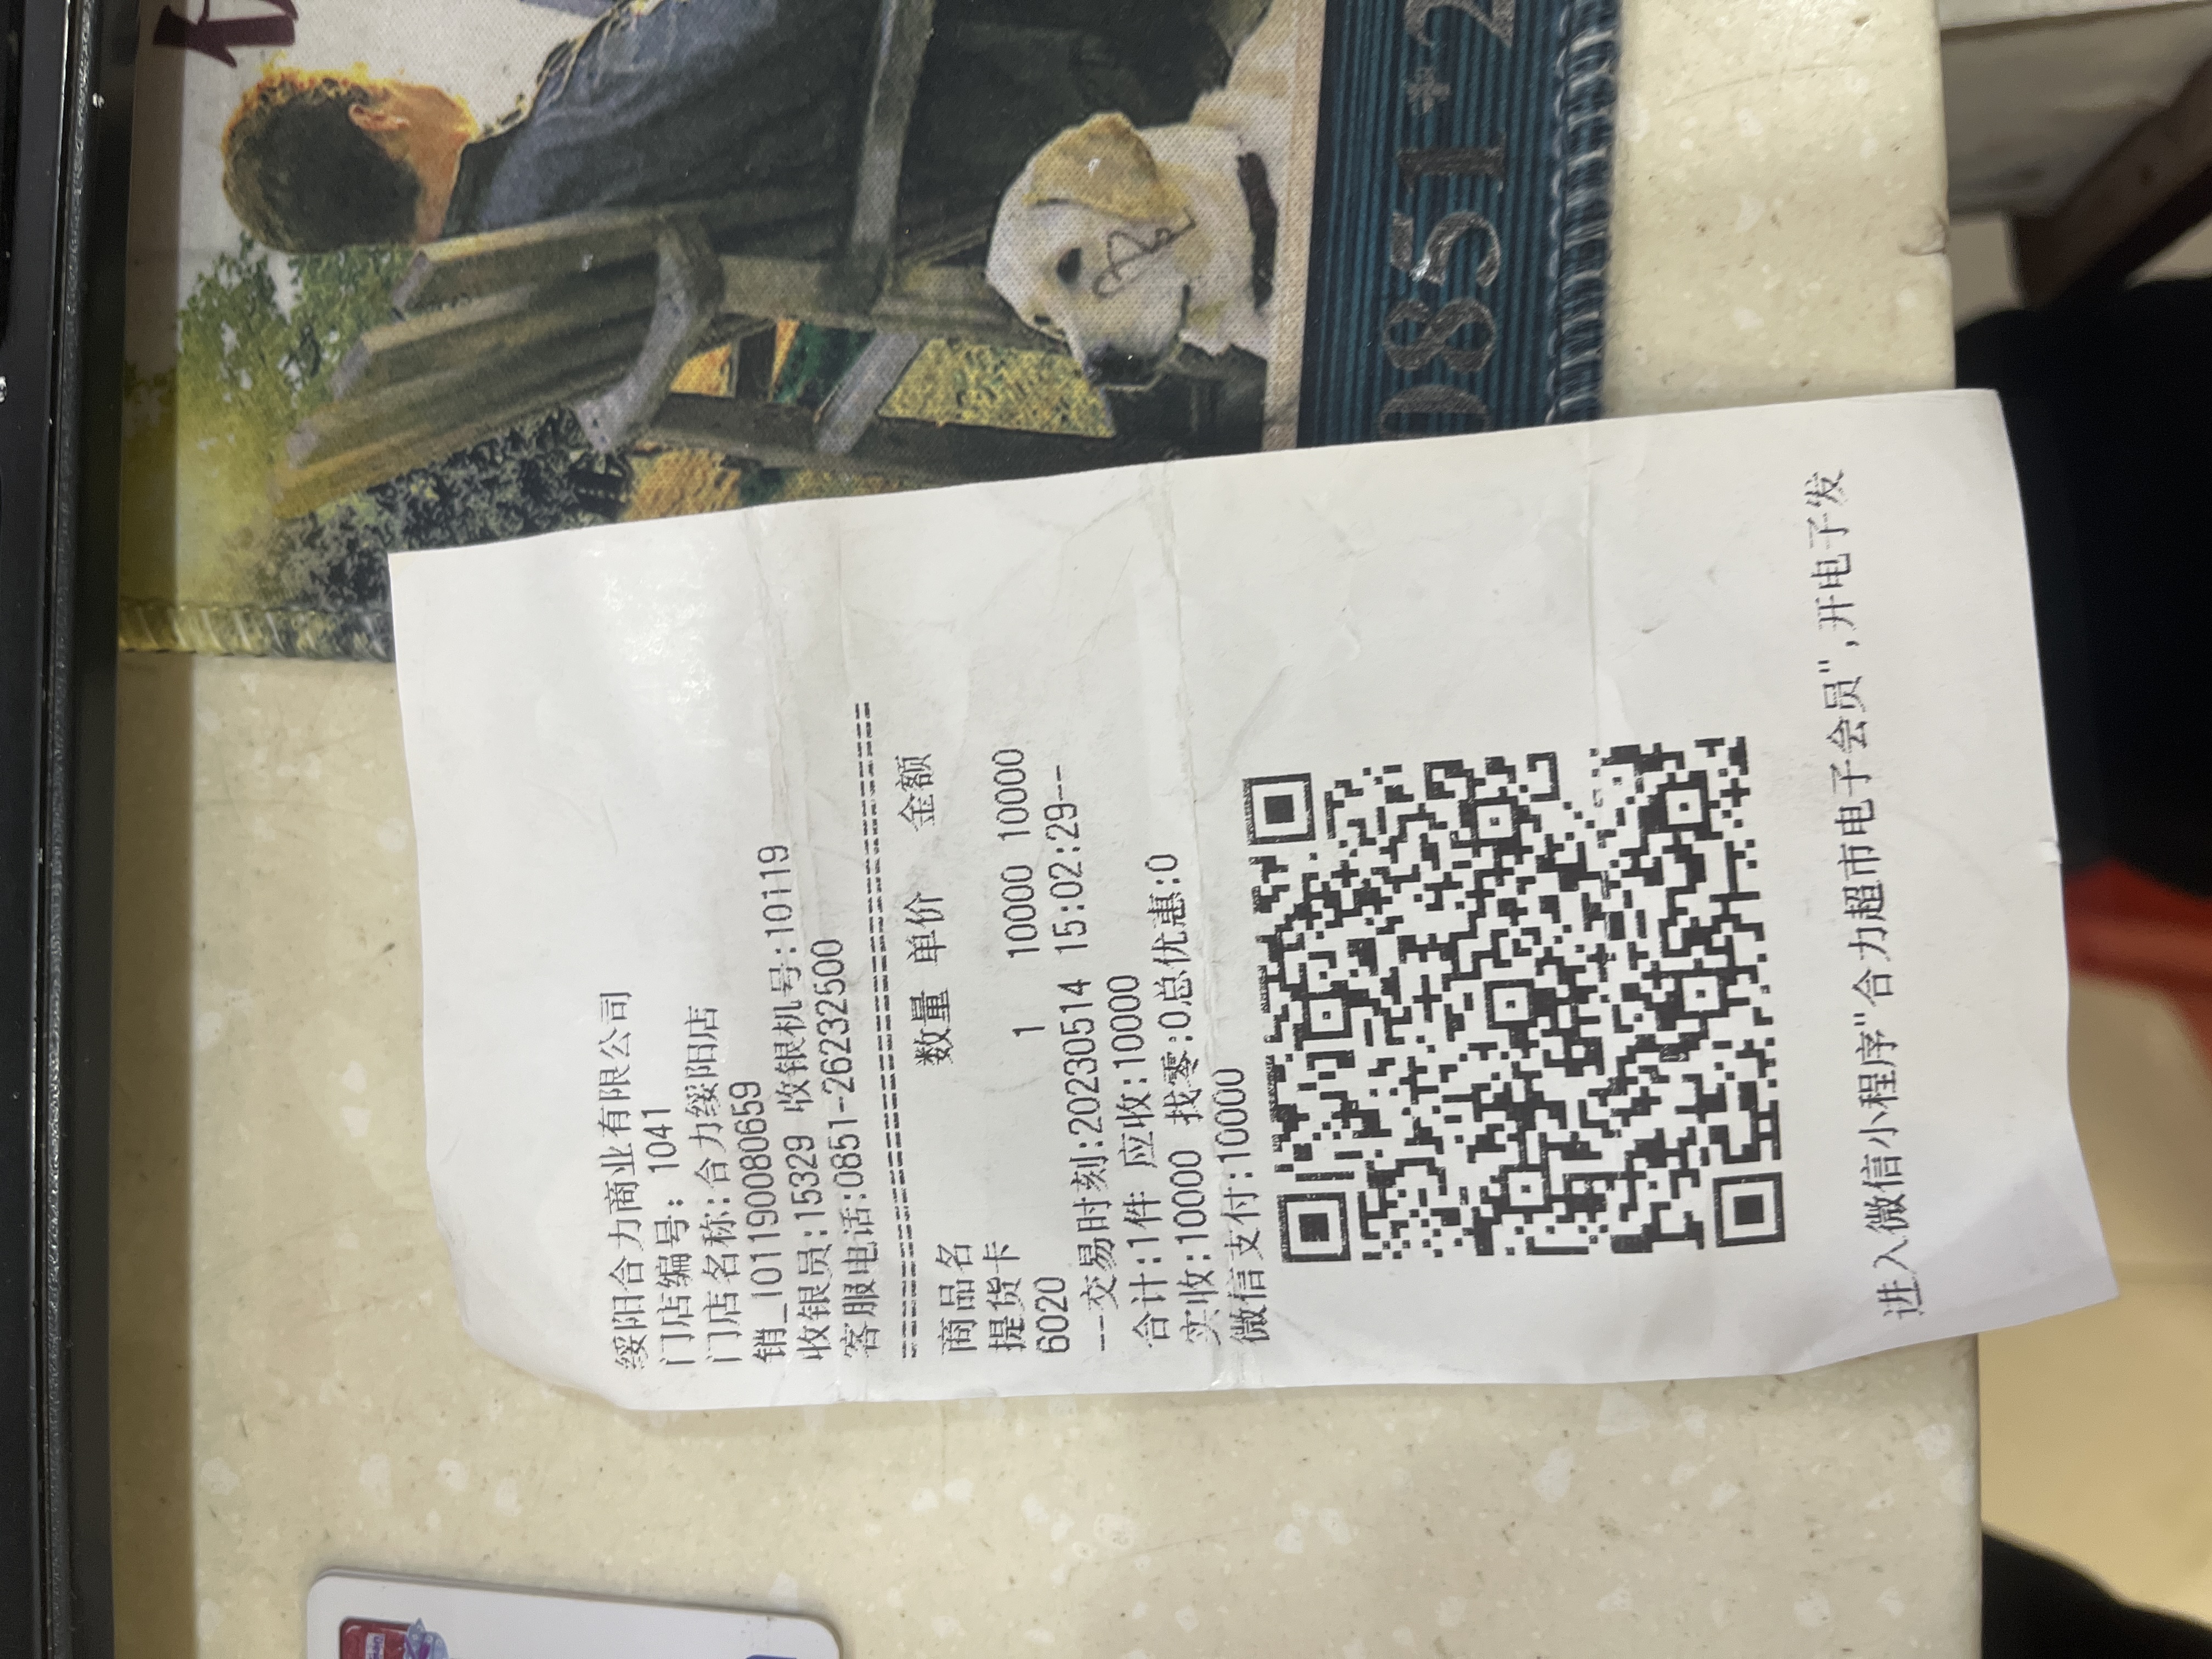 绥阳合力商业有限公司
门店编号: 1041
门店名称:合力绥阳店
销_101190080659
收银员:15329 收银机号:10119
客服电话:0851-26232500
商品名 数量 单价 金额
提货卡
6020 1 10000 10000
--交易时刻:20230514 15:02:29--
合计:1件 应收:10000
实收:10000 找零:0总优惠:0
微信支付:10000
进入微信小程序"合力超市电子会员",开电子发
0851*2